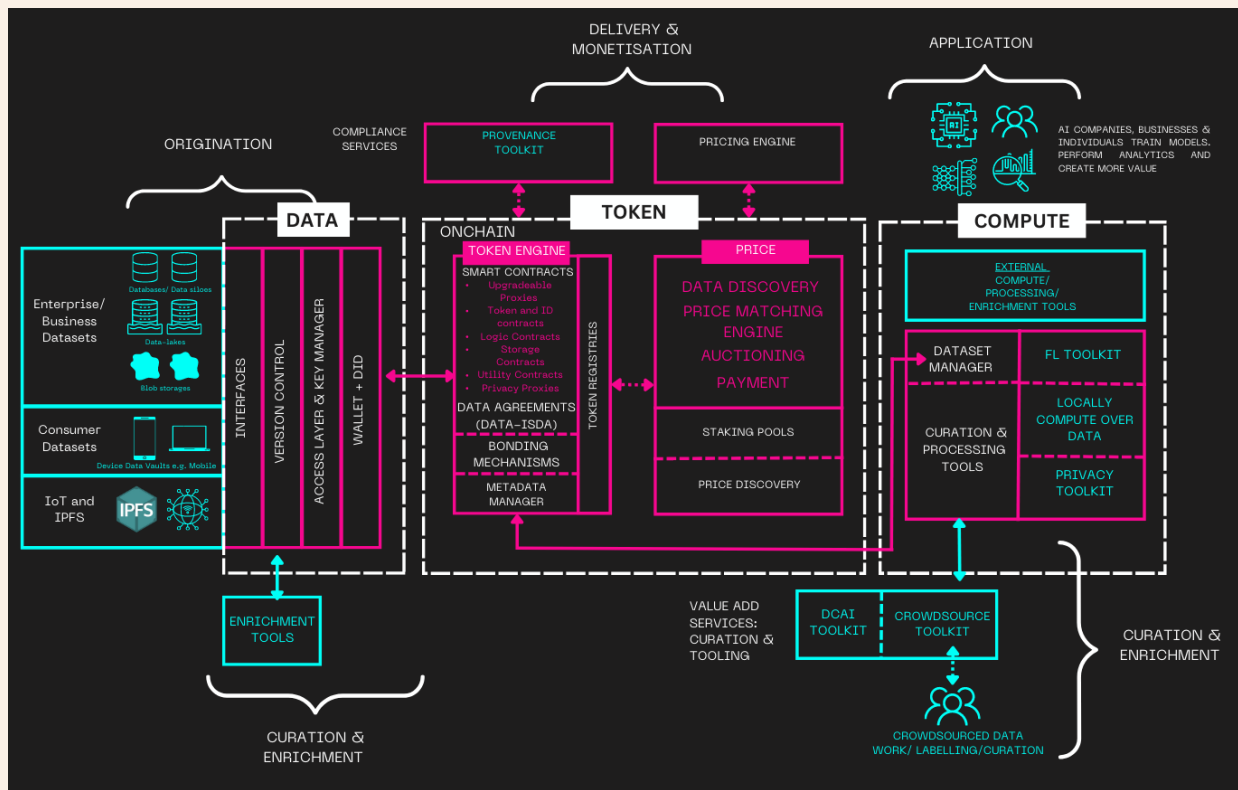 DELIVERY &
MONETISATION
APPLICATION
ORIGINATION
COMPLIANCE
SERVICES
PROVENANCE
TOOLKIT
PRICING ENGINE
AI COMPANIES, BUSINESSES &
INDIVIDUALS TRAIN MODELS.
PERFORM ANALYTICS AND
CREATE MORE VALUE
DATA
TOKEN
COMPUTE
Enterprise/
Business
Datasets
Databases/ Data siloes
Data-lakes
Blob storages
Consumer
Datasets
Device Data Vaults e.g. Mobile
IoT and
IPFS
IPFS
INTERFACES
VERSION CONTROL
ACCESS LAYER & KEY MANAGER
WALLET + DID
ONCHAIN
TOKEN ENGINE
SMART CONTRACTS
• Upgradeable
Proxies
• Token and ID
contracts
• Logic Contracts
• Storage
Contracts
• Utility Contracts
• Privacy Proxies
DATA AGREEMENTS
(DATA-ISDA)
BONDING
MECHANISMS
METADATA
MANAGER
TOKEN REGISTRIES
PRICE
DATA DISCOVERY
PRICE MATCHING
ENGINE
AUCTIONING
PAYMENT
STAKING POOLS
PRICE DISCOVERY
EXTERNAL
COMPUTE/
PROCESSING/
ENRICHMENT TOOLS
DATASET
MANAGER
FL TOOLKIT
CURATION &
PROCESSING
TOOLS
LOCALLY
COMPUTE OVER
DATA
PRIVACY
TOOLKIT
ENRICHMENT
TOOLS
CURATION &
ENRICHMENT
VALUE ADD
SERVICES:
CURATION &
TOOLING
DCAI
TOOLKIT
CROWDSOURCE
TOOLKIT
CROWDSOURCED DATA
WORK/ LABELLING/CURATION
CURATION &
ENRICHMENT